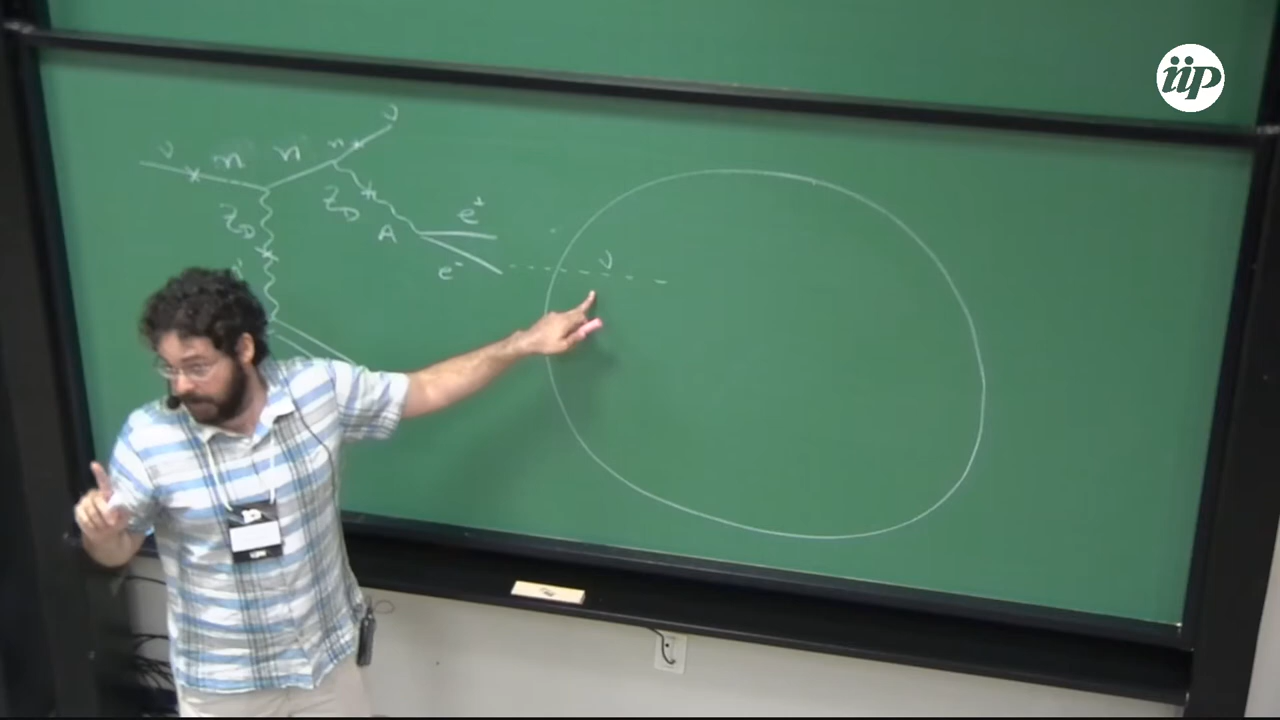 iip
ν
ν n n n
Z_D Z_D e⁺
A
e⁻ ν